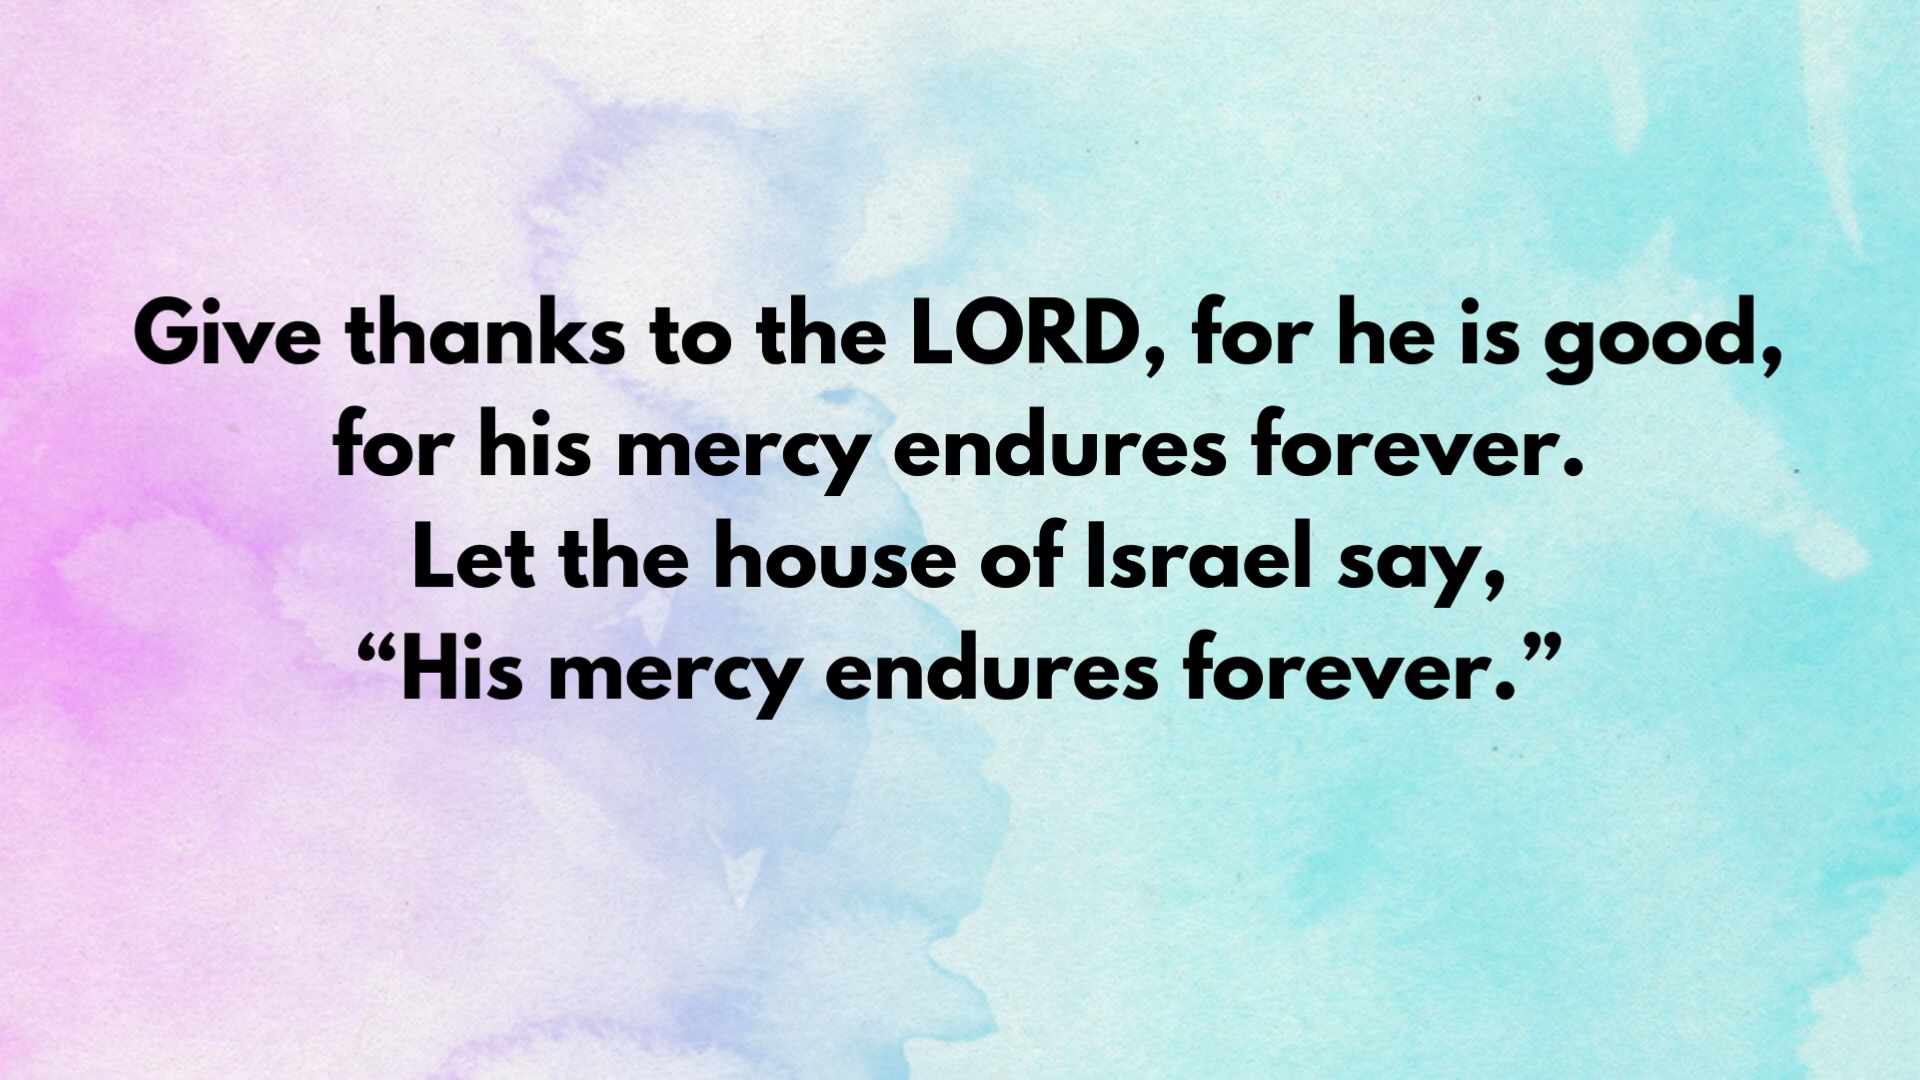 Give thanks to the LORD, for he is good,
for his mercy endures forever.
Let the house of Israel say,
“His mercy endures forever.”